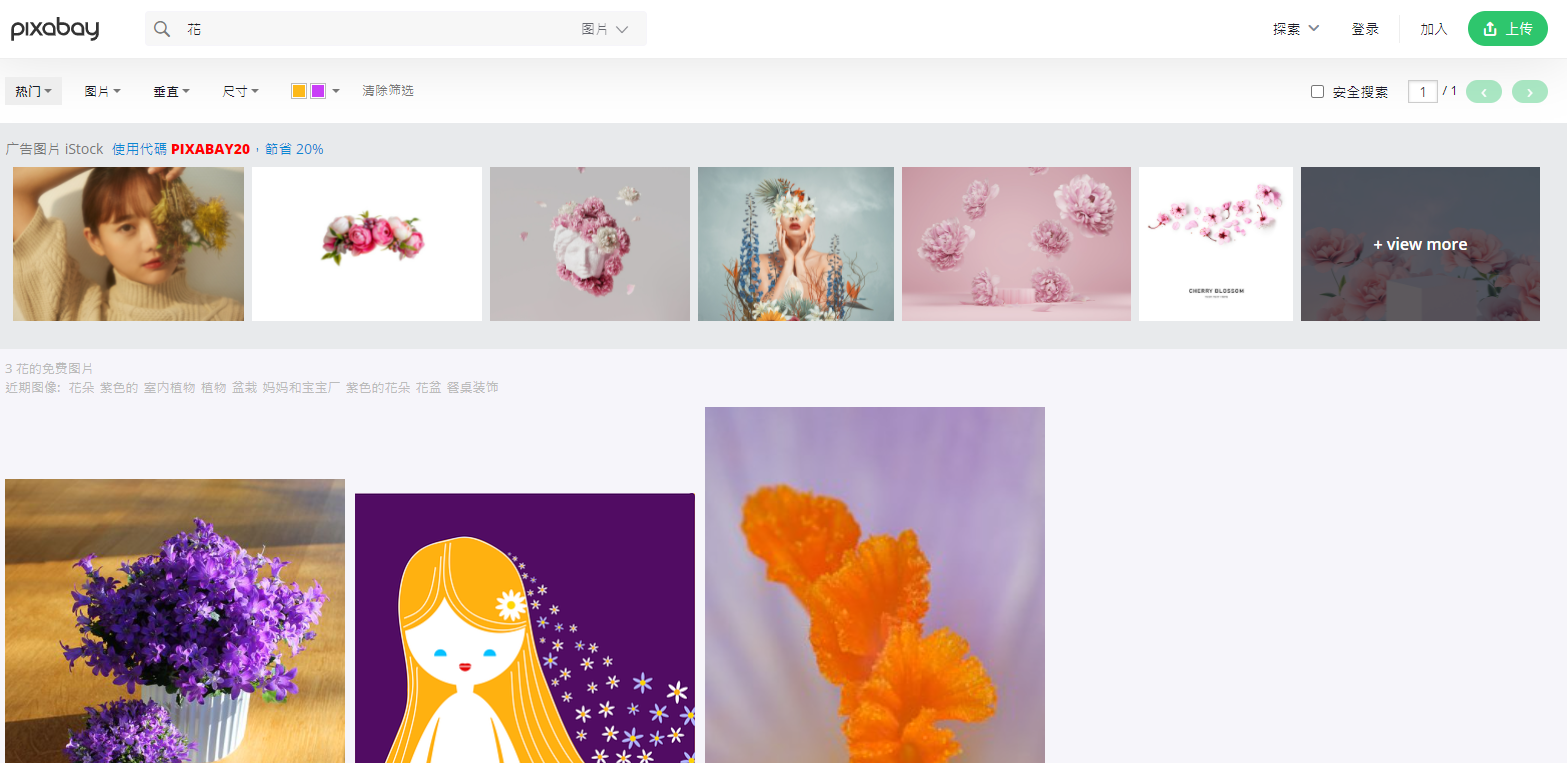 pixabay
花
图片
探索
登录
加入
上传
热门
图片
垂直
尺寸
清除筛选
安全搜索
1
/ 1
广告图片 iStock 使用代碼 PIXABAY20,節省 20%
CHERRY BLOSSOM
+ view more
3 花的免费图片
近期图像: 花朵 紫色的 室内植物 植物 盆栽 妈妈和宝宝厂 紫色的花朵 花盆 餐桌装饰